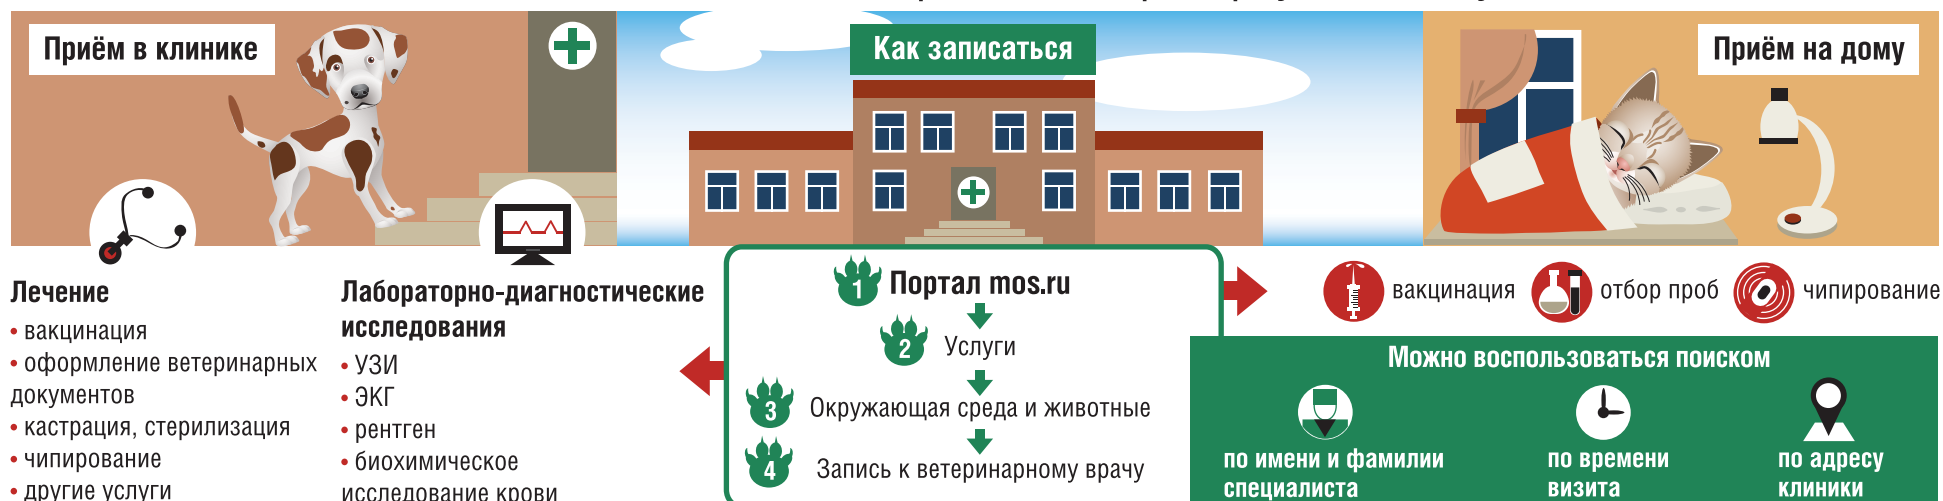 Приём в клинике
Как записаться
Приём на дому
Лечение
• вакцинация
• оформление ветеринарных
документов
• кастрация, стерилизация
• чипирование
• другие услуги
Лабораторно-диагностические
исследования
• УЗИ
• ЭКГ
• рентген
• биохимическое
исследование крови
1 Портал mos.ru
2 Услуги
3 Окружающая среда и животные
4 Запись к ветеринарному врачу
вакцинация
отбор проб
чипирование
Можно воспользоваться поиском
по имени и фамилии
специалиста
по времени
визита
по адресу
клиники